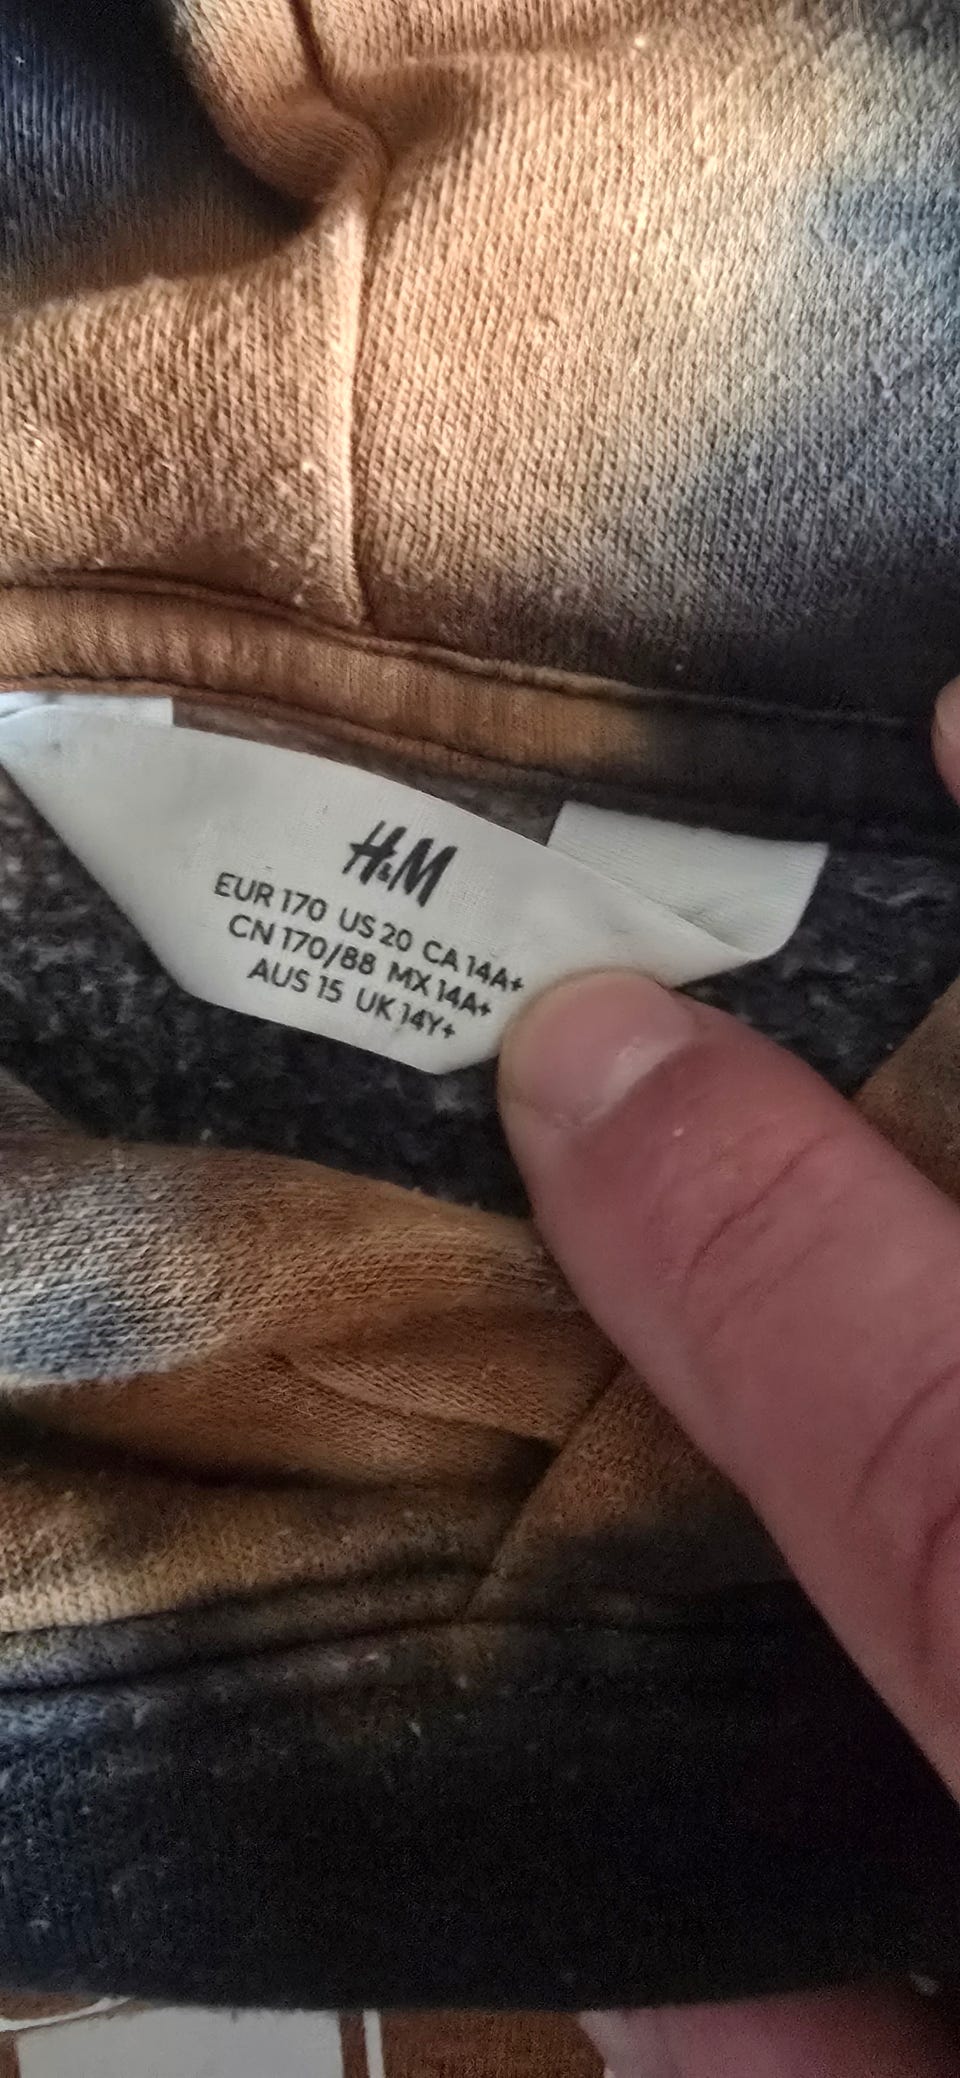 H&M
EUR 170 US 20 CA 14A+
CN 170/88 MX 14A+
AUS 15 UK 14Y+